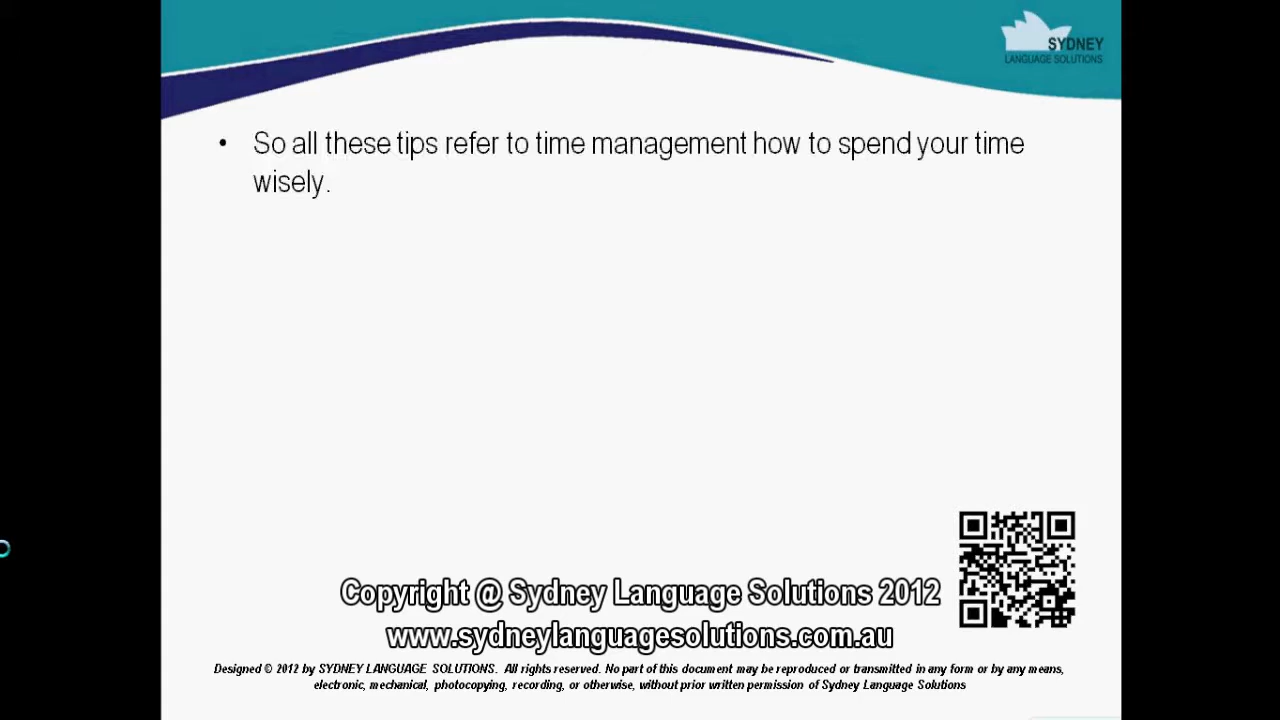 SYDNEY
LANGUAGE SOLUTIONS
• So all these tips refer to time management how to spend your time
wisely.
Copyright @ Sydney Language Solutions 2012
www.sydneylanguagesolutions.com.au
Designed © 2012 by SYDNEY LANGUAGE SOLUTIONS. All rights reserved. No part of this document may be reproduced or transmitted in any form or by any means,
electronic, mechanical, photocopying, recording, or otherwise, without prior written permission of Sydney Language Solutions